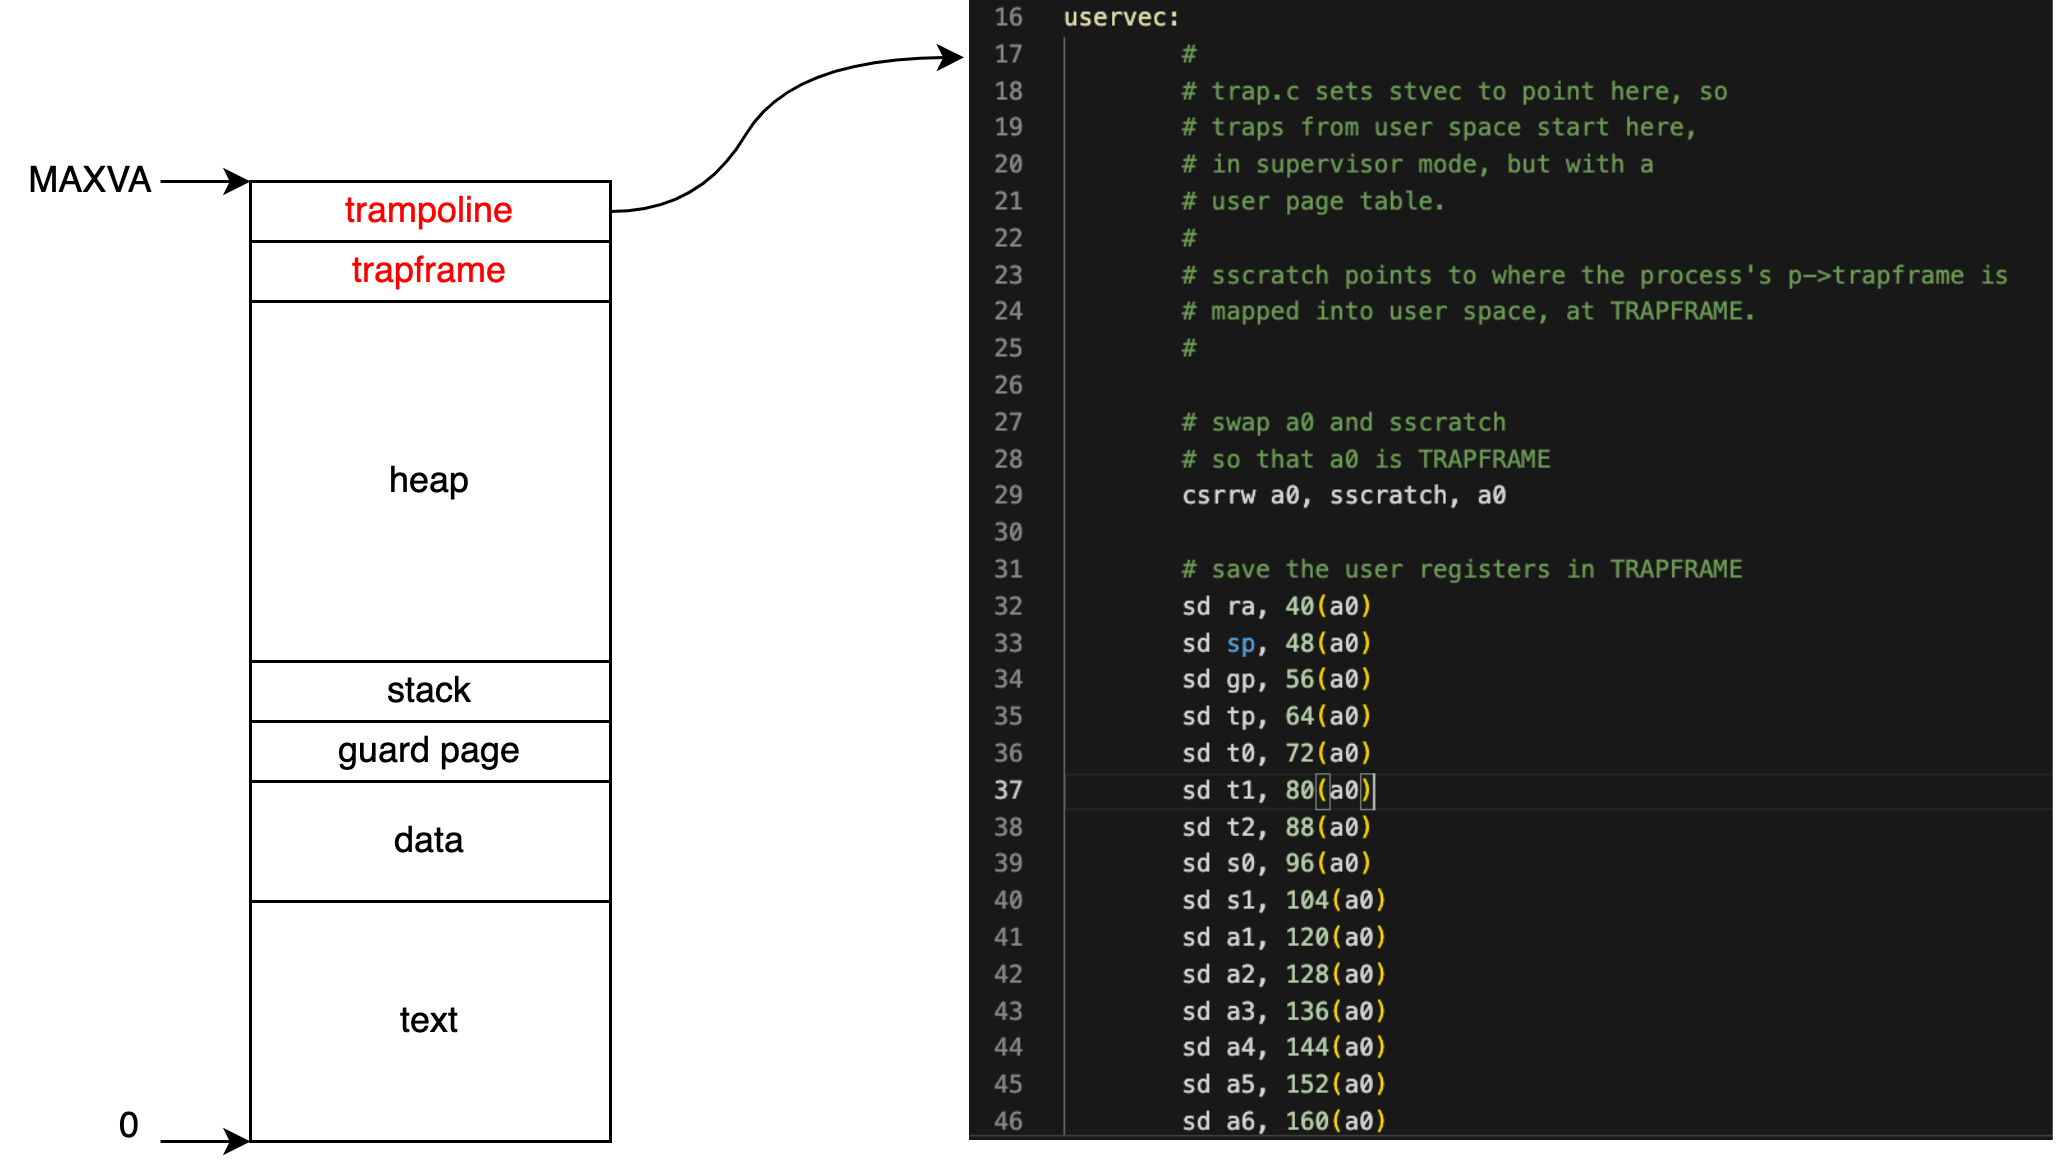 MAXVA
trampoline
trapframe
heap
stack
guard page
data
text
0
16 uservec:
17 #
18 # trap.c sets stvec to point here, so
19 # traps from user space start here,
20 # in supervisor mode, but with a
21 # user page table.
22 #
23 # sscratch points to where the process's p->trapframe is
24 # mapped into user space, at TRAPFRAME.
25 #
26
27 # swap a0 and sscratch
28 # so that a0 is TRAPFRAME
29 csrrw a0, sscratch, a0
30
31 # save the user registers in TRAPFRAME
32 sd ra, 40(a0)
33 sd sp, 48(a0)
34 sd gp, 56(a0)
35 sd tp, 64(a0)
36 sd t0, 72(a0)
37 sd t1, 80(a0)
38 sd t2, 88(a0)
39 sd s0, 96(a0)
40 sd s1, 104(a0)
41 sd a1, 120(a0)
42 sd a2, 128(a0)
43 sd a3, 136(a0)
44 sd a4, 144(a0)
45 sd a5, 152(a0)
46 sd a6, 160(a0)